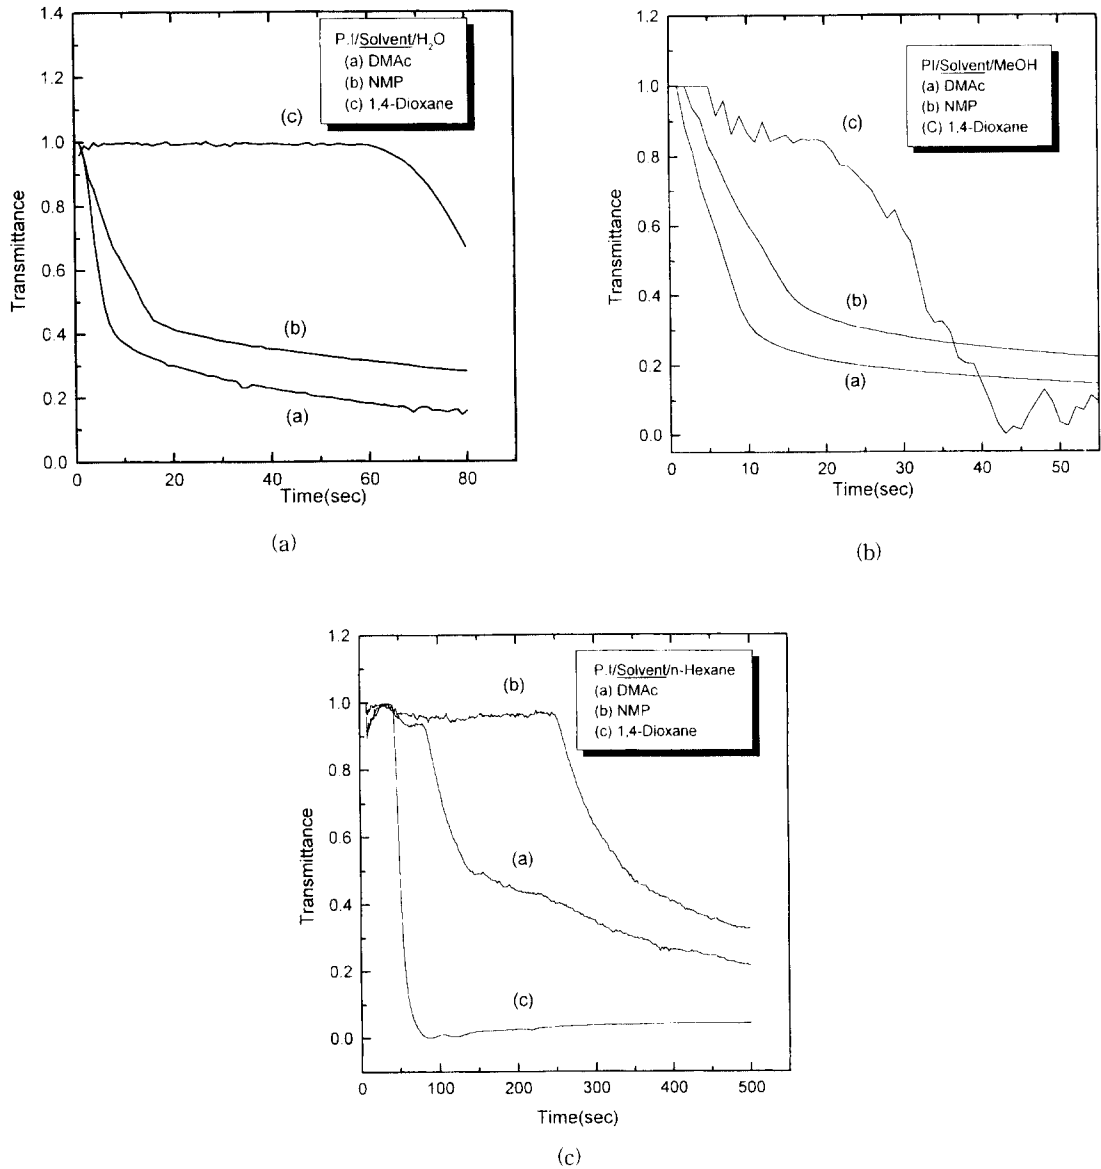 P.I/Solvent/H₂O
(a) DMAc
(b) NMP
(c) 1,4-Dioxane
1.4
1.2
1.0
0.8
0.6
0.4
0.2
0.0
Transmittance
(c)
(b)
(a)
0 20 40 60 80
Time(sec)
(a)
PI/Solvent/MeOH
(a) DMAc
(b) NMP
(C) 1,4-Dioxane
1.2
1.0
0.8
0.6
0.4
0.2
0.0
Transmittance
(c)
(b)
(a)
0 10 20 30 40 50
Time(sec)
(b)
P.I/Solvent/n-Hexane
(a) DMAc
(b) NMP
(c) 1,4-Dioxane
1.2
1.0
0.8
0.6
0.4
0.2
0.0
Transmittance
(b)
(a)
(c)
0 100 200 300 400 500
Time(sec)
(c)